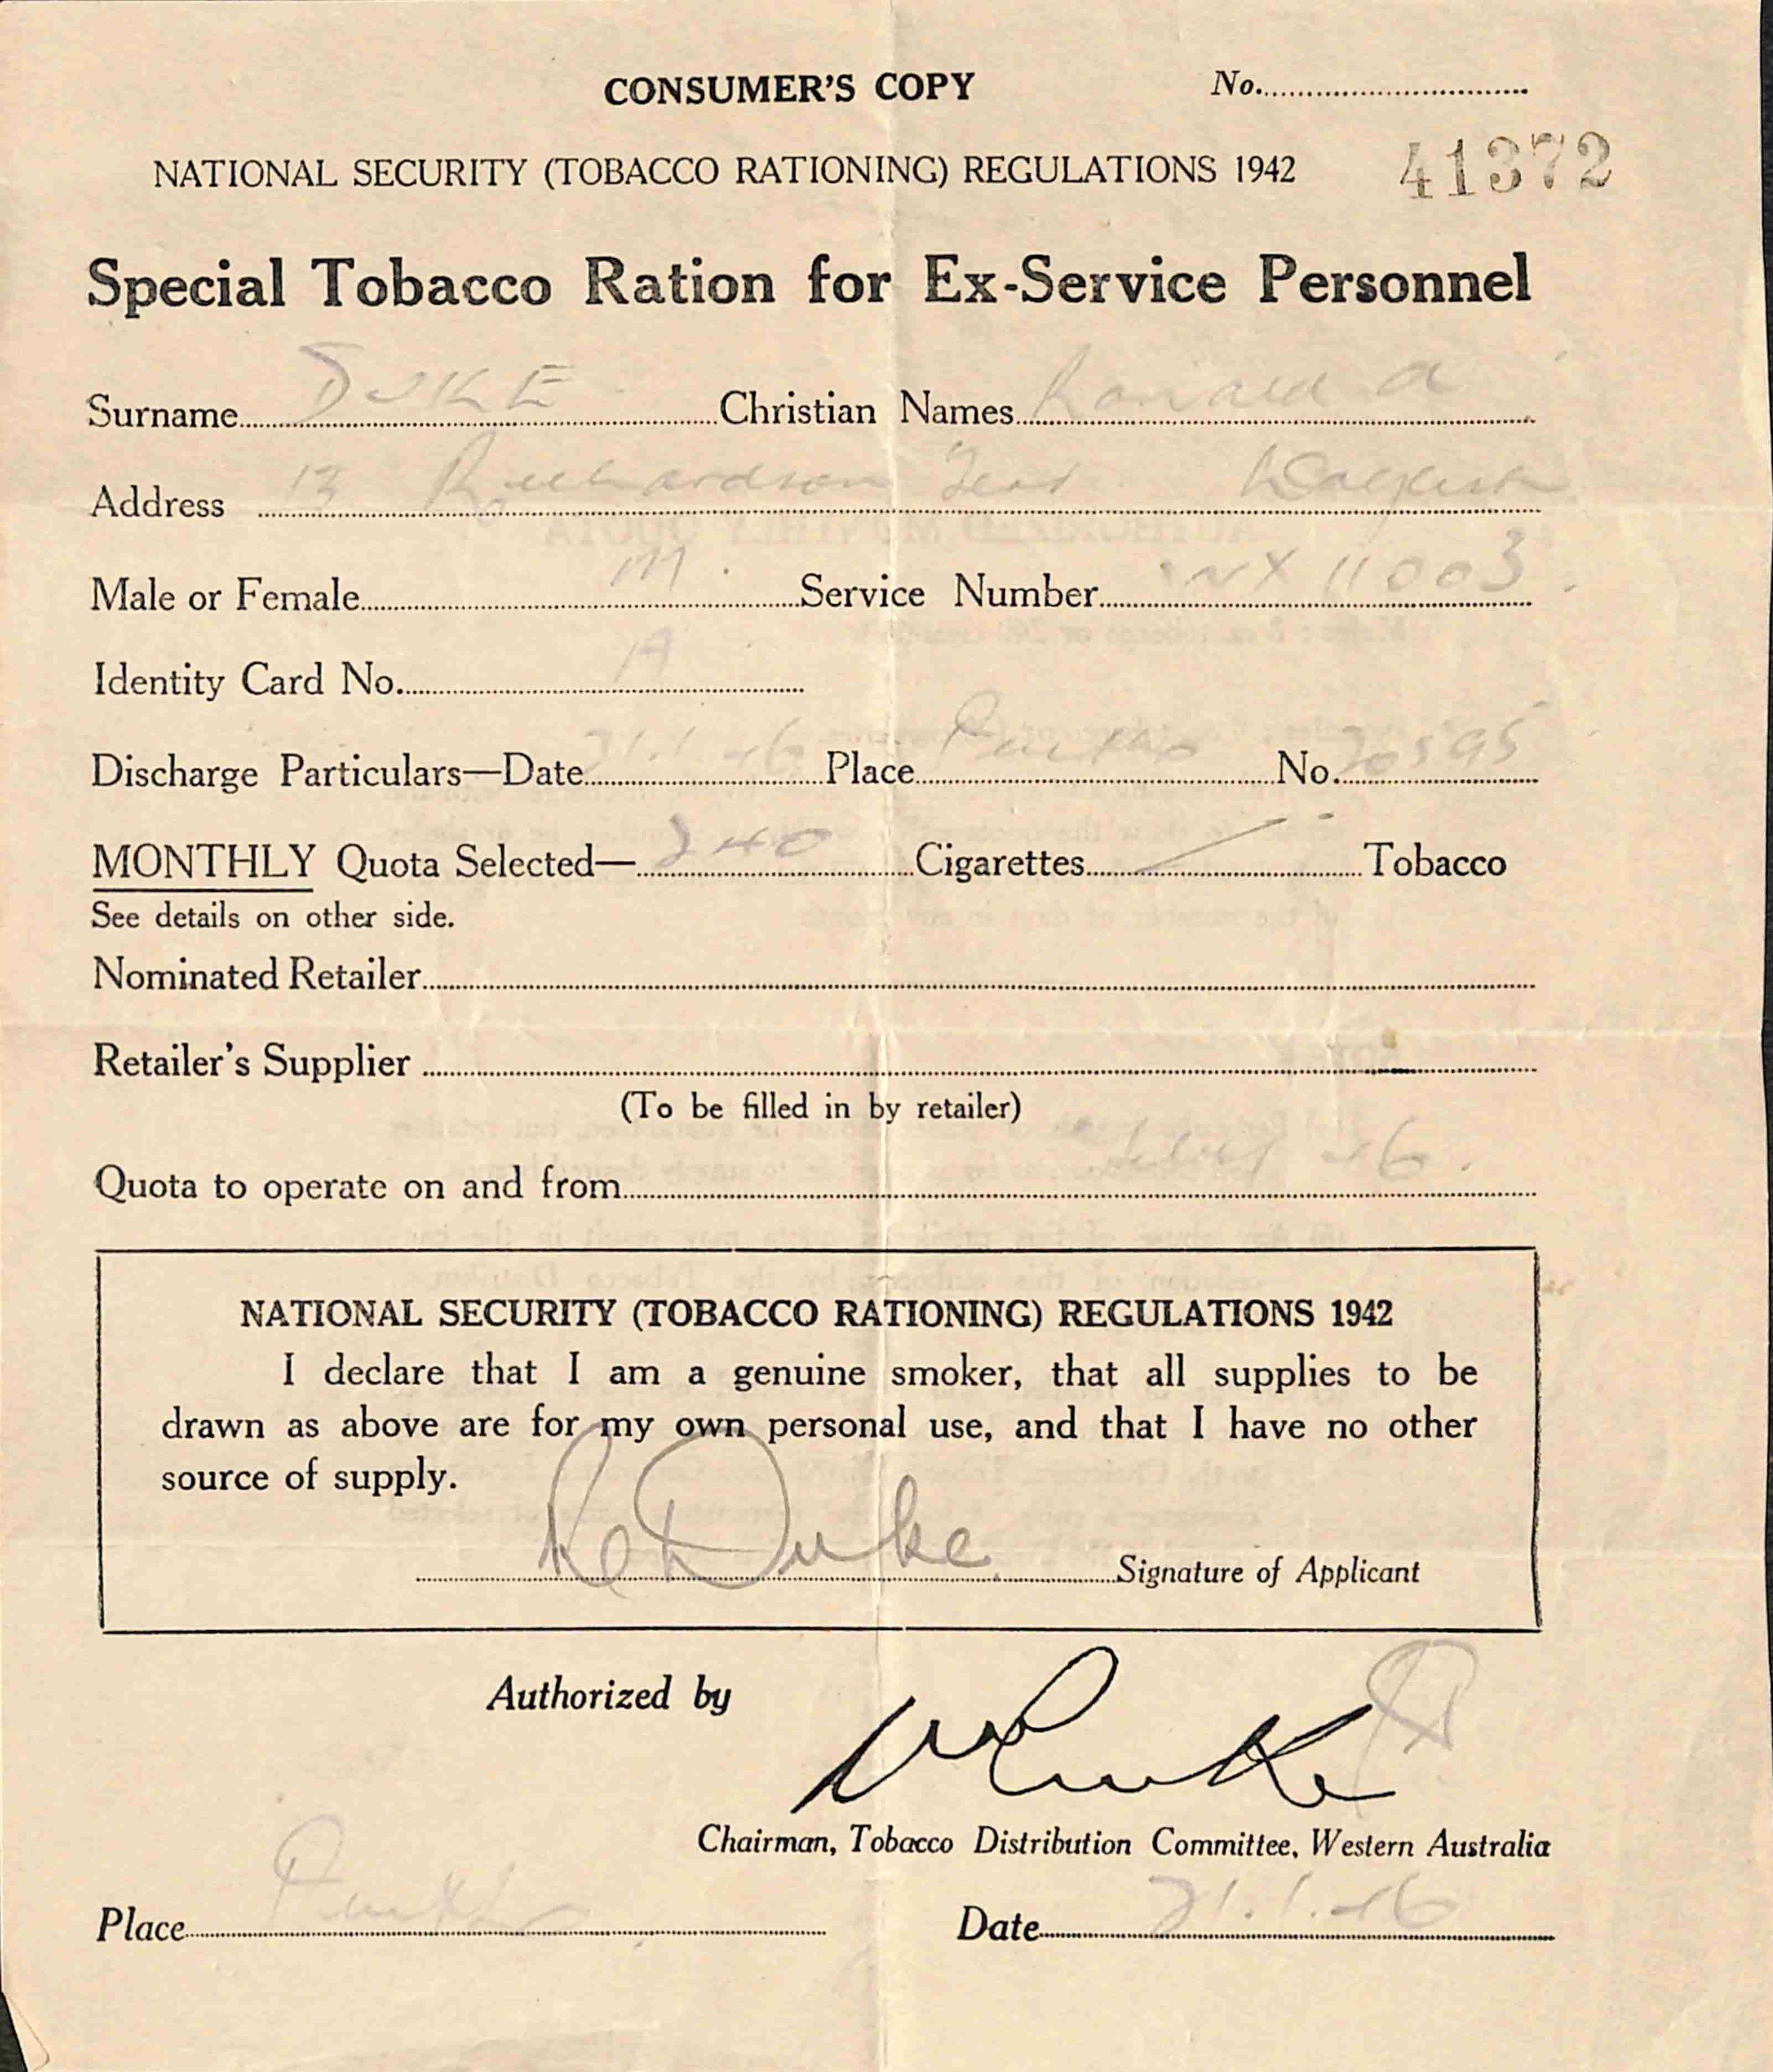 CONSUMER'S COPY No.
NATIONAL SECURITY (TOBACCO RATIONING) REGULATIONS 1942 41372
Special Tobacco Ration for Ex-Service Personnel
Surname DUKE Christian Names Ronald A
Address 13 Richardson Terr Daglish
Male or Female M. Service Number WX 11003
Identity Card No. A
Discharge Particulars—Date 21.1.46 Place Perth No. 20595
MONTHLY Quota Selected— 240 Cigarettes Tobacco
See details on other side.
Nominated Retailer
Retailer's Supplier
(To be filled in by retailer)
Quota to operate on and from 46.
NATIONAL SECURITY (TOBACCO RATIONING) REGULATIONS 1942
I declare that I am a genuine smoker, that all supplies to be
drawn as above are for my own personal use, and that I have no other
source of supply.
Duke Signature of Applicant
Authorized by
Chairman, Tobacco Distribution Committee, Western Australia
Place Perth Date 21.1.46